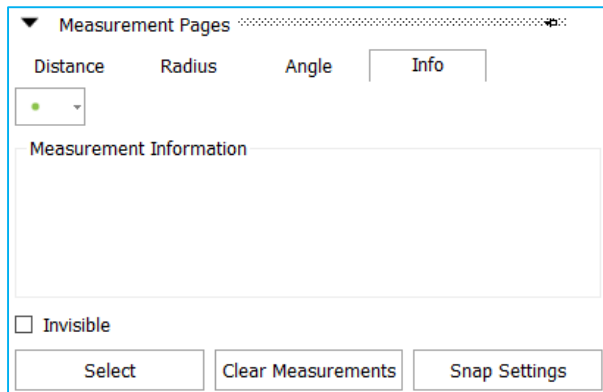 Measurement Pages
Distance Radius Angle Info
Measurement Information
Invisible
Select Clear Measurements Snap Settings